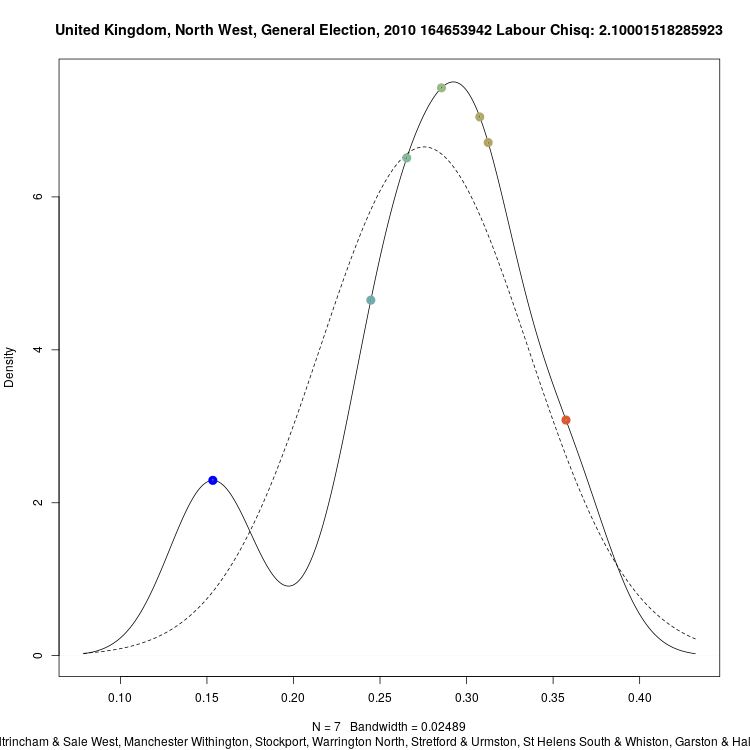 United Kingdom, North West, General Election, 2010 164653942 Labour Chisq: 2.10001518285923
Density
6
4
2
0
0.10 0.15 0.20 0.25 0.30 0.35 0.40
N = 7 Bandwidth = 0.02489
ltrincham & Sale West, Manchester Withington, Stockport, Warrington North, Stretford & Urmston, St Helens South & Whiston, Garston & Hal